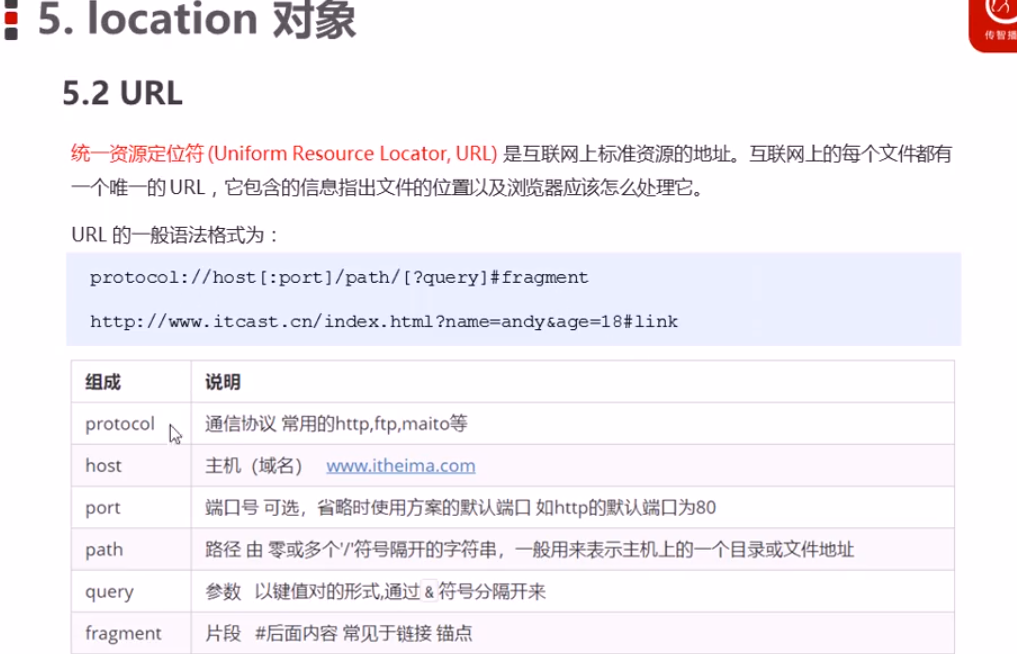 5. location 对象
传智播
5.2 URL
统一资源定位符 (Uniform Resource Locator, URL) 是互联网上标准资源的地址。互联网上的每个文件都有
一个唯一的 URL，它包含的信息指出文件的位置以及浏览器应该怎么处理它。
URL 的一般语法格式为：
protocol://host[:port]/path/[?query]#fragment
http://www.itcast.cn/index.html?name=andy&age=18#link
组成 说明
protocol 通信协议 常用的http,ftp,maito等
host 主机（域名） www.itheima.com
port 端口号 可选，省略时使用方案的默认端口 如http的默认端口为80
path 路径 由 零或多个'/'符号隔开的字符串，一般用来表示主机上的一个目录或文件地址
query 参数 以键值对的形式,通过 & 符号分隔开来
fragment 片段 #后面内容 常见于链接 锚点